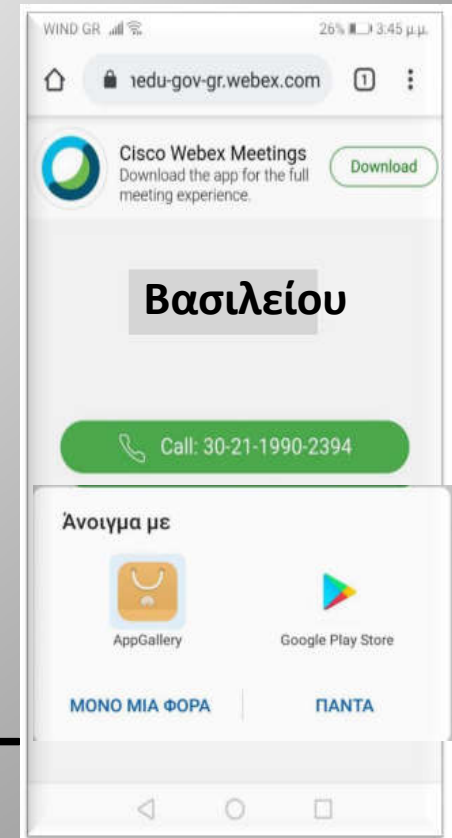 WIND GR 26% 3:45 μ.μ.
nedu-gov-gr.webex.com 1
Cisco Webex Meetings
Download the app for the full
meeting experience.
Download
Βασιλείου
Call: 30-21-1990-2394
Άνοιγμα με
AppGallery Google Play Store
ΜΟΝΟ ΜΙΑ ΦΟΡΑ ΠΑΝΤΑ